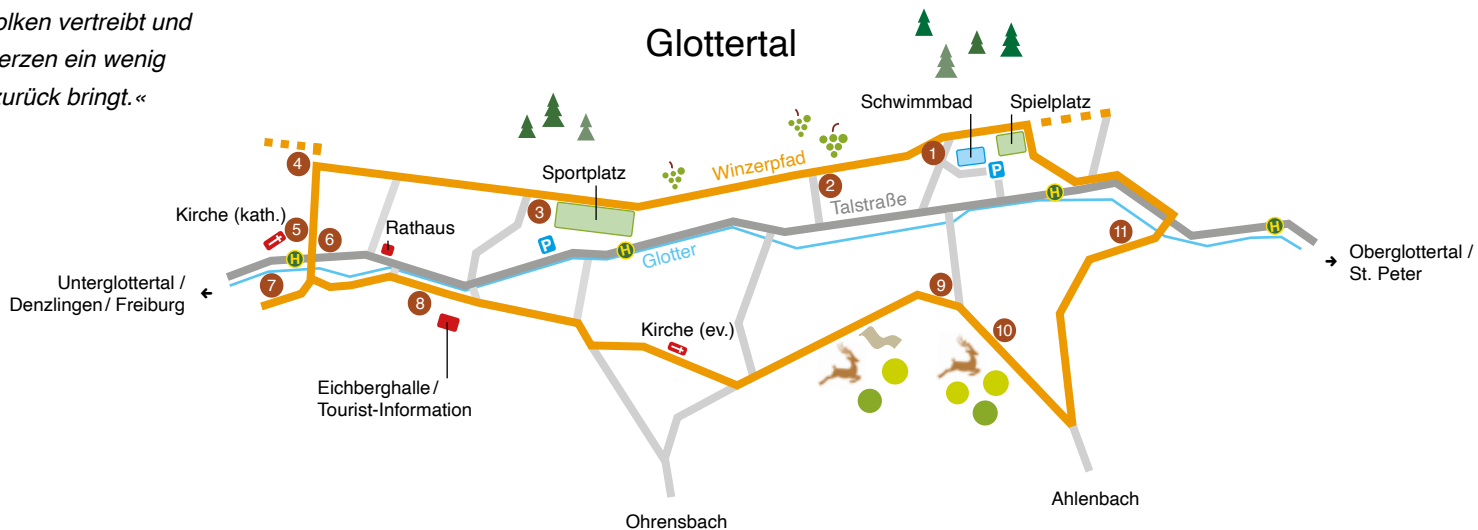 olken vertreibt und
erzen ein wenig
zurück bringt.«
Glottertal
Schwimmbad
Spielplatz
1
4
Winzerpfad
2
Sportplatz
P
3
Talstraße
H
Kirche (kath.)
5
6
Rathaus
P
H
Glotter
11
H
H
Unterglottertal /
Denzlingen / Freiburg
←
7
8
→
Oberglottertal /
St. Peter
9
Kirche (ev.)
10
Eichberghalle /
Tourist-Information
Ohrensbach
Ahlenbach